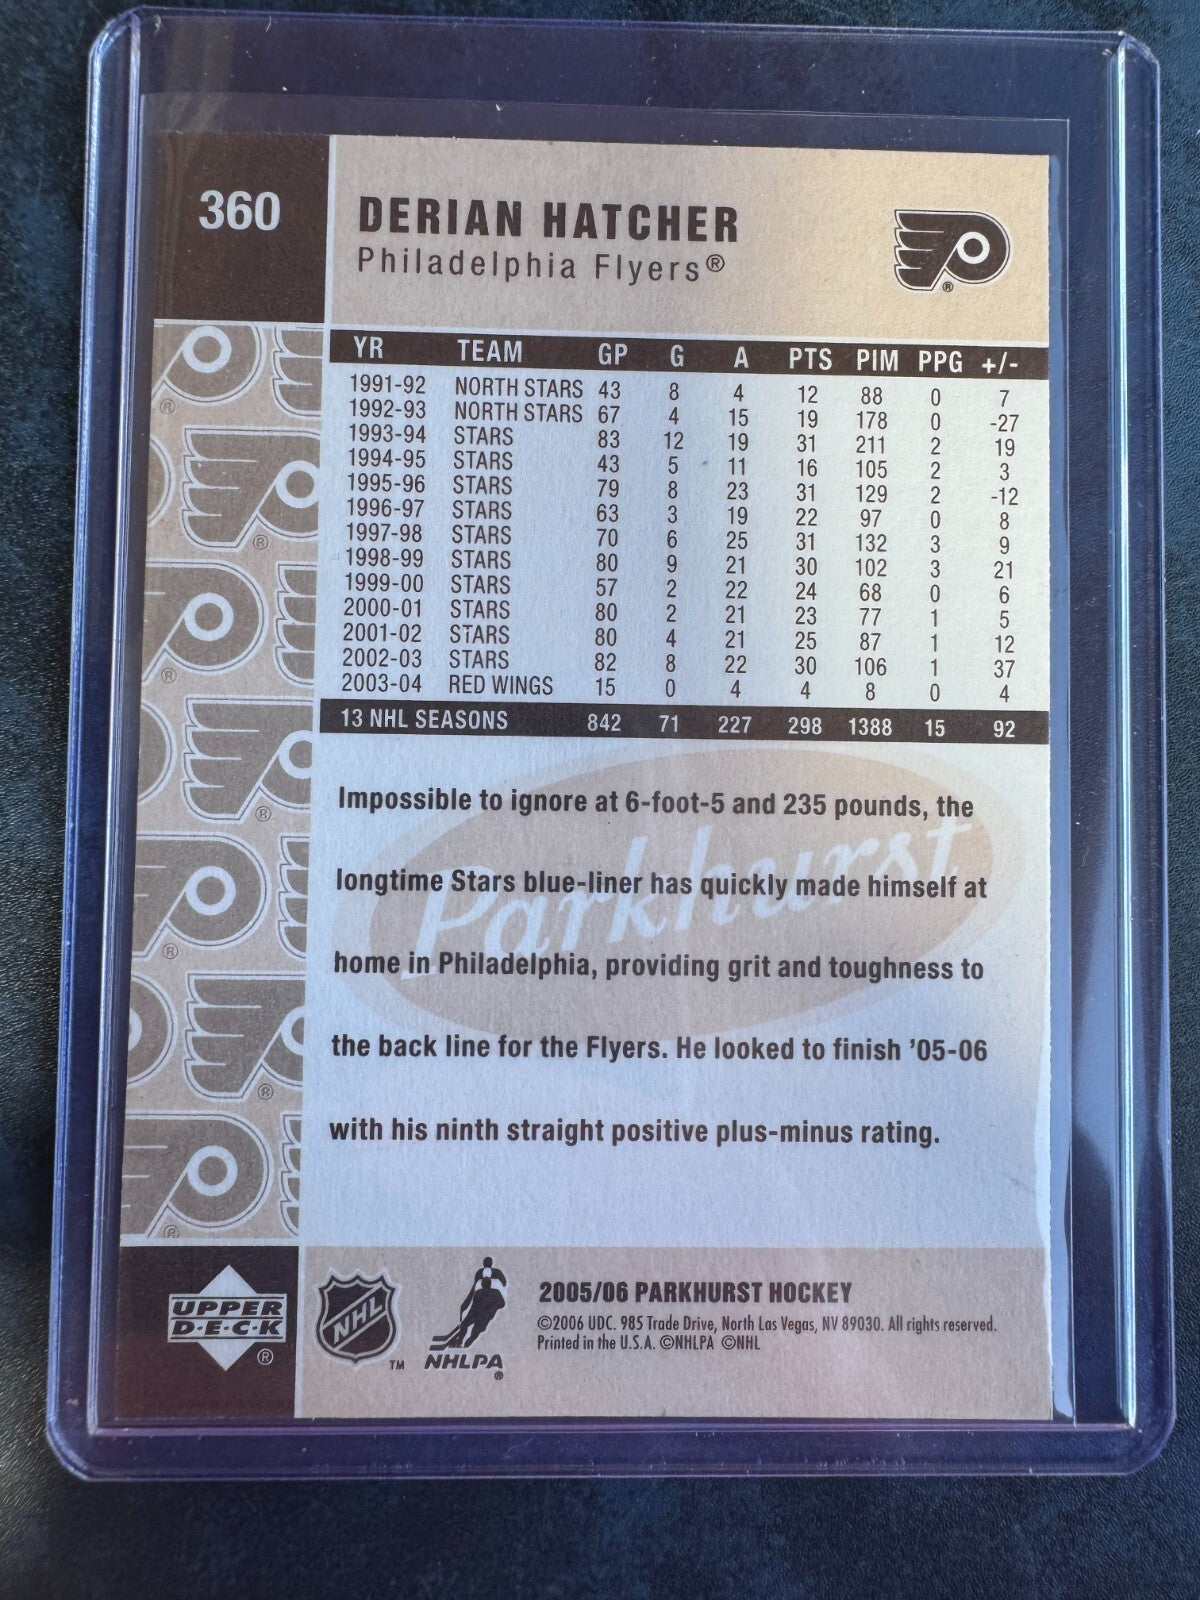 360
DERIAN HATCHER
Philadelphia Flyers®
YR TEAM GP G A PTS PIM PPG +/-
1991-92 NORTH STARS 43 8 4 12 88 0 7
1992-93 NORTH STARS 67 4 15 19 178 0 -27
1993-94 STARS 83 12 19 31 211 2 19
1994-95 STARS 43 5 11 16 105 2 3
1995-96 STARS 79 8 23 31 129 2 -12
1996-97 STARS 63 3 19 22 97 0 8
1997-98 STARS 70 6 25 31 132 3 9
1998-99 STARS 80 9 21 30 102 3 21
1999-00 STARS 57 2 22 24 68 0 6
2000-01 STARS 80 2 21 23 77 1 5
2001-02 STARS 80 4 21 25 87 1 12
2002-03 STARS 82 8 22 30 106 1 37
2003-04 RED WINGS 15 0 4 4 8 0 4
13 NHL SEASONS 842 71 227 298 1388 15 92
Parkhurst
Impossible to ignore at 6-foot-5 and 235 pounds, the
longtime Stars blue-liner has quickly made himself at
home in Philadelphia, providing grit and toughness to
the back line for the Flyers. He looked to finish '05-06
with his ninth straight positive plus-minus rating.
UPPER
D·E·C·K
®
NHL
™
NHLPA
®
2005/06 PARKHURST HOCKEY
©2006 UDC. 985 Trade Drive, North Las Vegas, NV 89030. All rights reserved.
Printed in the U.S.A. ©NHLPA ©NHL